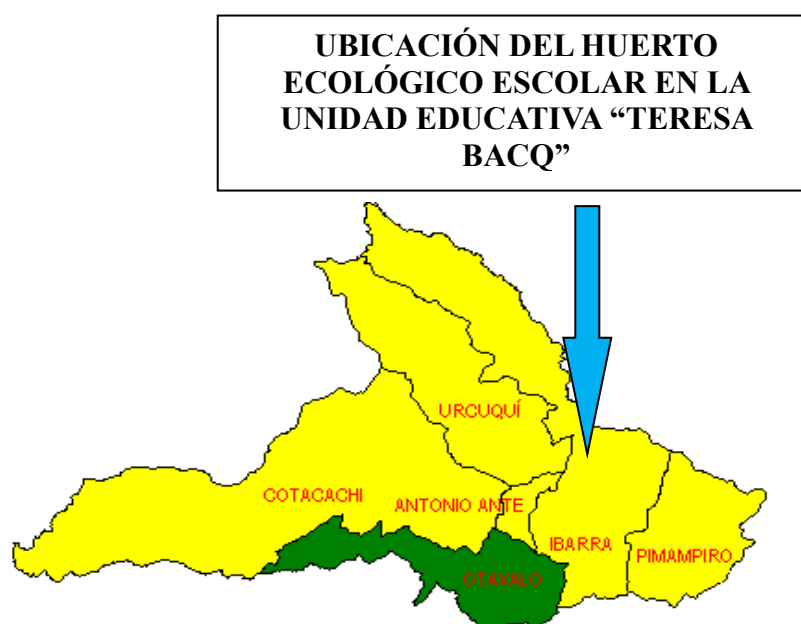 UBICACIÓN DEL HUERTO
ECOLÓGICO ESCOLAR EN LA
UNIDAD EDUCATIVA “TERESA
BACQ”
URCUQUÍ
COTACACHI
ANTONIO ANTE
IBARRA
PIMAMPIRO
OTAVALO